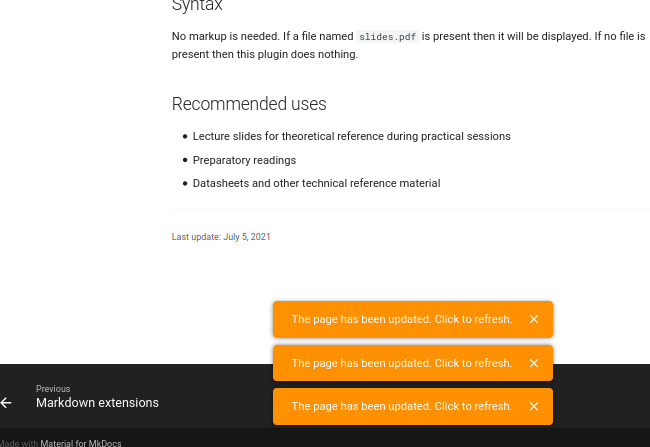 Syntax
No markup is needed. If a file named slides.pdf is present then it will be displayed. If no file is
present then this plugin does nothing.
Recommended uses
Lecture slides for theoretical reference during practical sessions
Preparatory readings
Datasheets and other technical reference material
Last update: July 5, 2021
The page has been updated. Click to refresh.
The page has been updated. Click to refresh.
The page has been updated. Click to refresh.
Previous
Markdown extensions
Made with Material for MkDocs